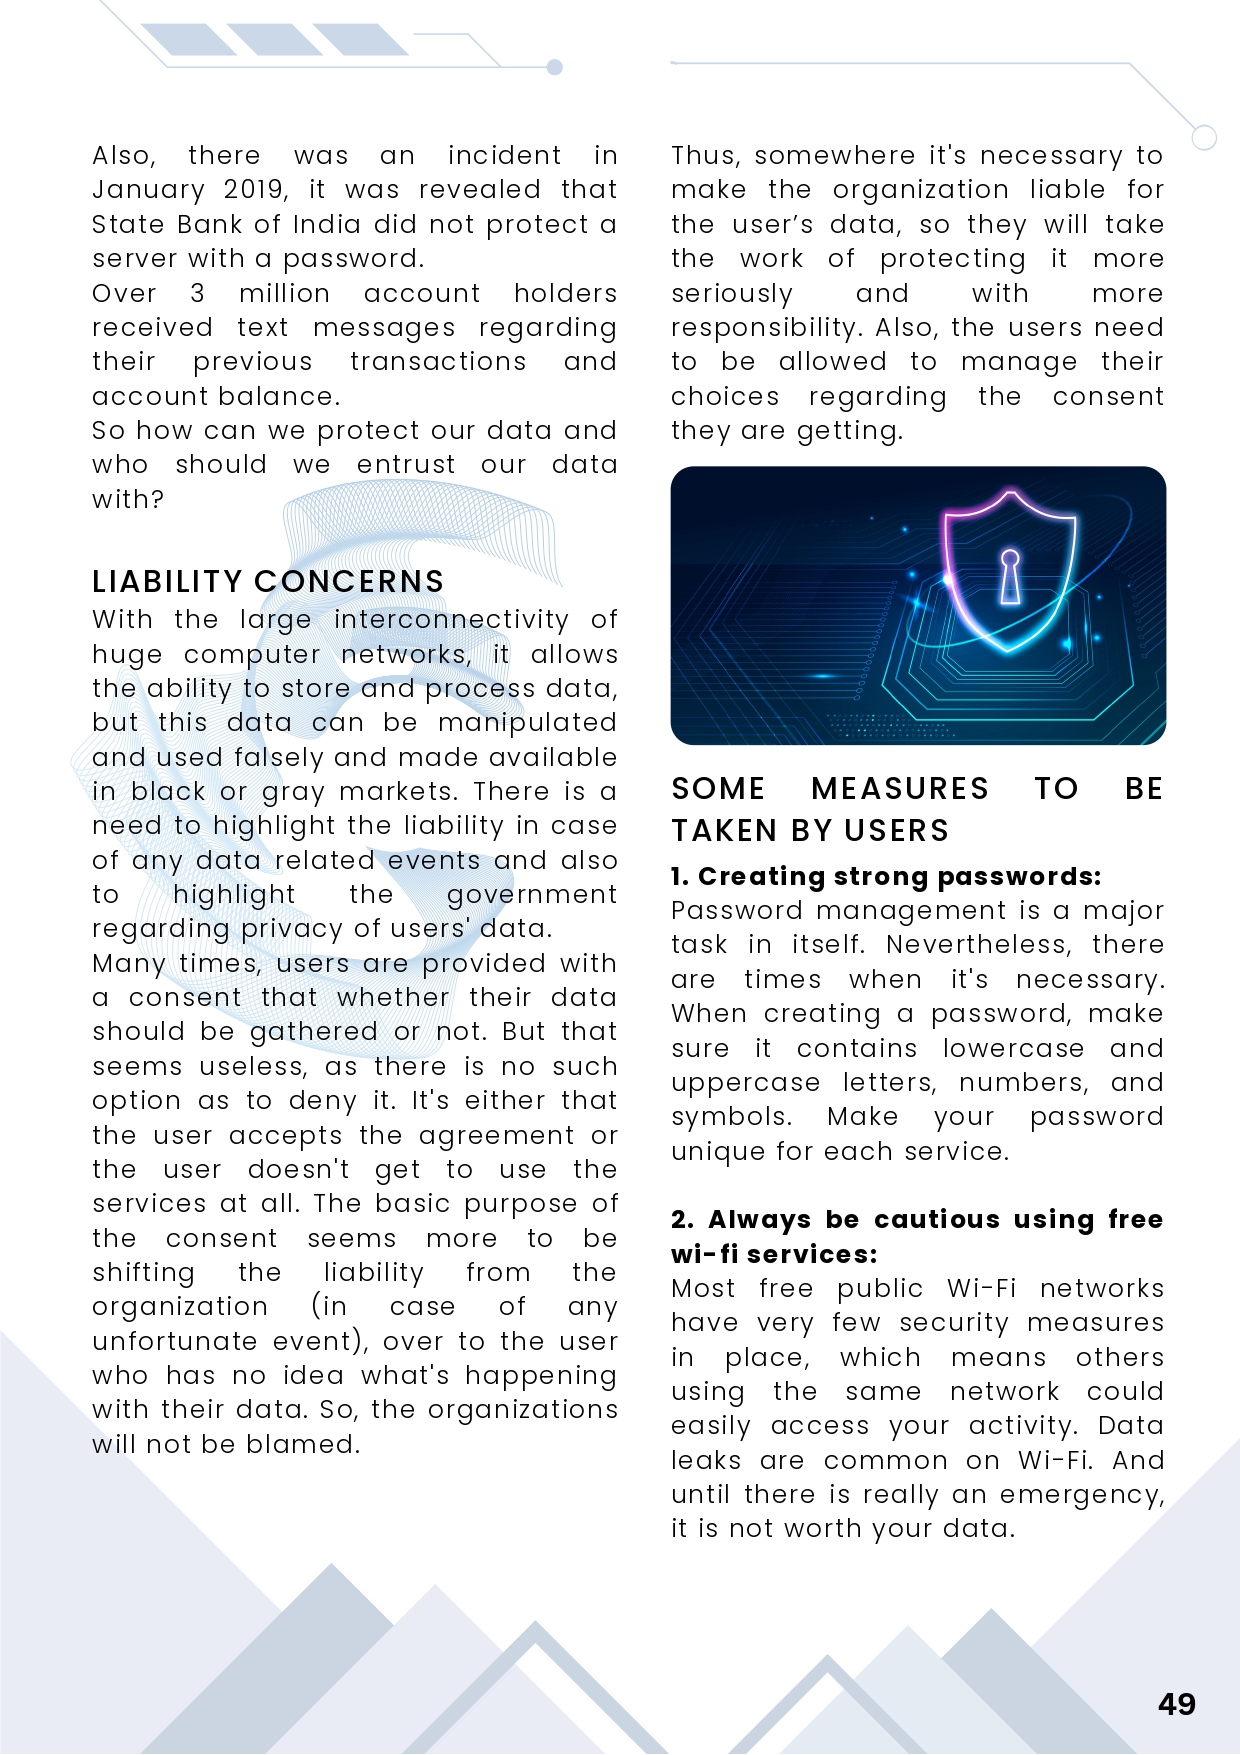 Also, there was an incident in
January 2019, it was revealed that
State Bank of India did not protect a
server with a password.
Over 3 million account holders
received text messages regarding
their previous transactions and
account balance.
So how can we protect our data and
who should we entrust our data
with?
LIABILITY CONCERNS
With the large interconnectivity of
huge computer networks, it allows
the ability to store and process data,
but this data can be manipulated
and used falsely and made available
in black or gray markets. There is a
need to highlight the liability in case
of any data related events and also
to highlight the government
regarding privacy of users' data.
Many times, users are provided with
a consent that whether their data
should be gathered or not. But that
seems useless, as there is no such
option as to deny it. It's either that
the user accepts the agreement or
the user doesn't get to use the
services at all. The basic purpose of
the consent seems more to be
shifting the liability from the
organization (in case of any
unfortunate event), over to the user
who has no idea what's happening
with their data. So, the organizations
will not be blamed.
Thus, somewhere it's necessary to
make the organization liable for
the user’s data, so they will take
the work of protecting it more
seriously and with more
responsibility. Also, the users need
to be allowed to manage their
choices regarding the consent
they are getting.
SOME MEASURES TO BE
TAKEN BY USERS
1. Creating strong passwords:
Password management is a major
task in itself. Nevertheless, there
are times when it's necessary.
When creating a password, make
sure it contains lowercase and
uppercase letters, numbers, and
symbols. Make your password
unique for each service.
2. Always be cautious using free
wi-fi services:
Most free public Wi-Fi networks
have very few security measures
in place, which means others
using the same network could
easily access your activity. Data
leaks are common on Wi-Fi. And
until there is really an emergency,
it is not worth your data.
49